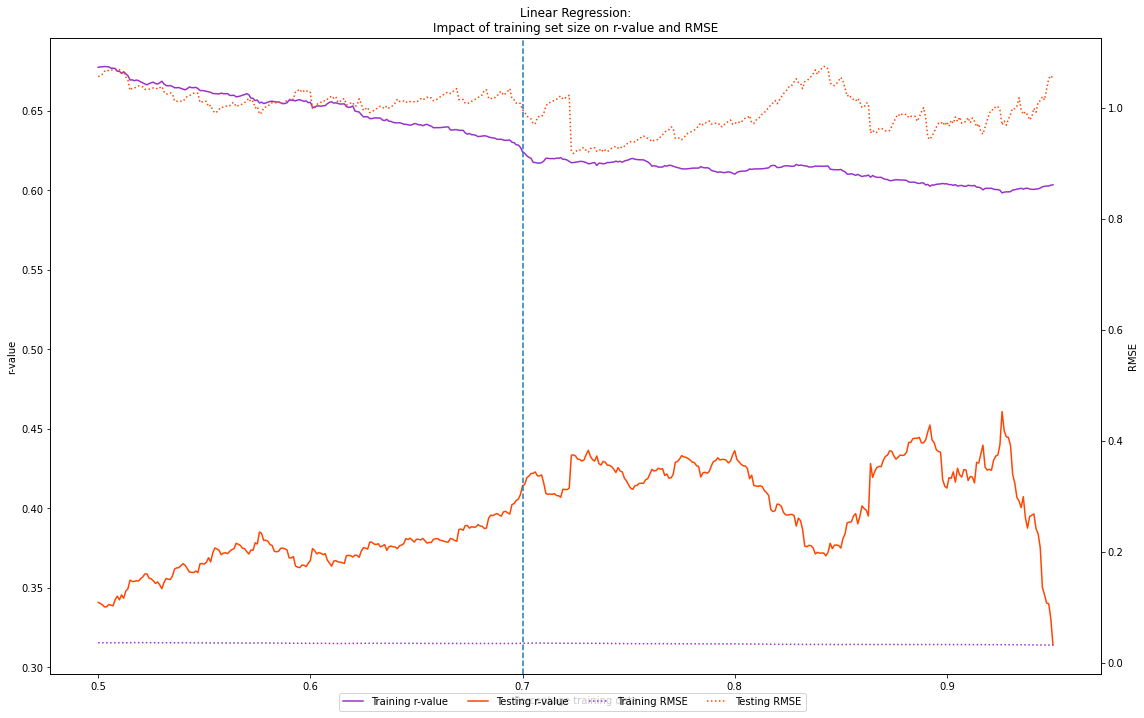 Linear Regression:
Impact of training set size on r-value and RMSE
r-value
0.65
0.60
0.55
0.50
0.45
0.40
0.35
0.30
1.0
0.8
0.6
0.4
0.2
0.0
RMSE
0.5 0.6 0.7 0.8 0.9
training
Training r-value Testing r-value Training RMSE Testing RMSE